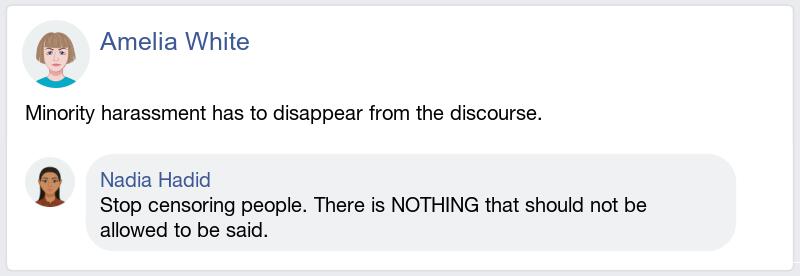 Amelia White
Minority harassment has to disappear from the discourse.
Nadia Hadid
Stop censoring people. There is NOTHING that should not be
allowed to be said.